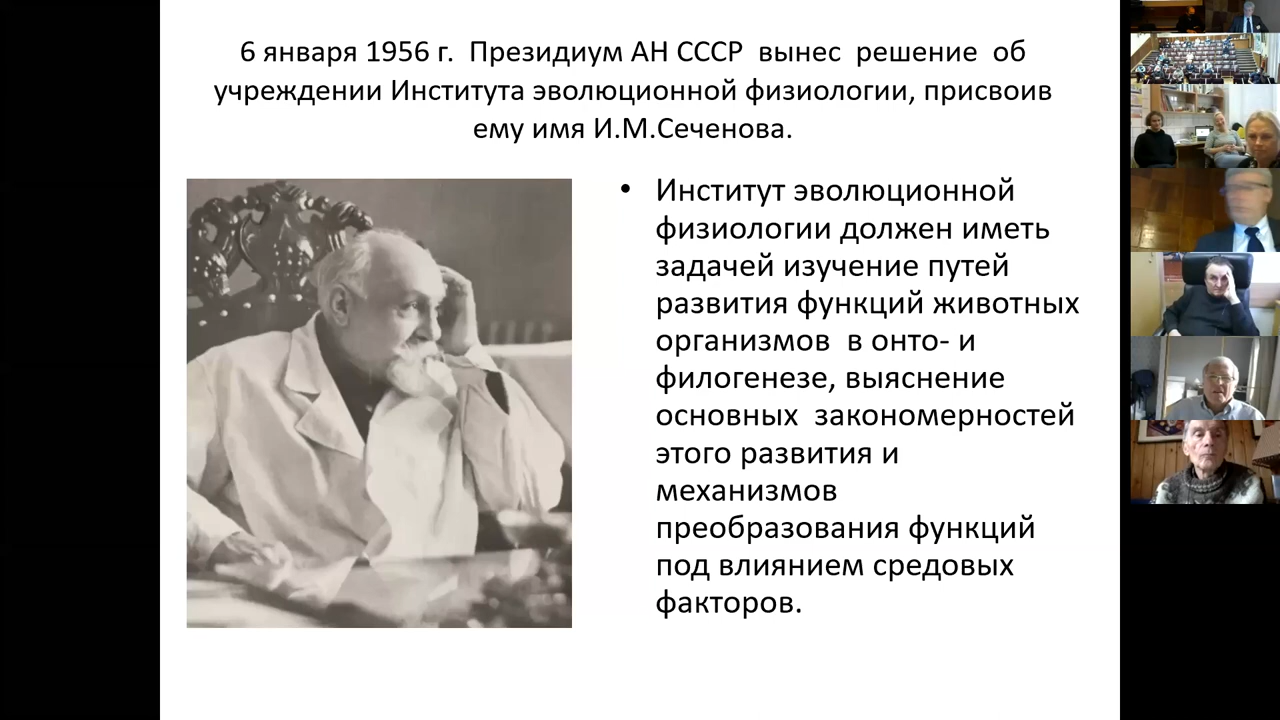 6 января 1956 г.  Президиум АН СССР  вынес  решение  об
учреждении Института эволюционной физиологии, присвоив
ему имя И.М.Сеченова.
• Институт эволюционной
физиологии должен иметь
задачей изучение путей
развития функций животных
организмов  в онто- и
филогенезе, выяснение
основных  закономерностей
этого развития и
механизмов
преобразования функций
под влиянием средовых
факторов.